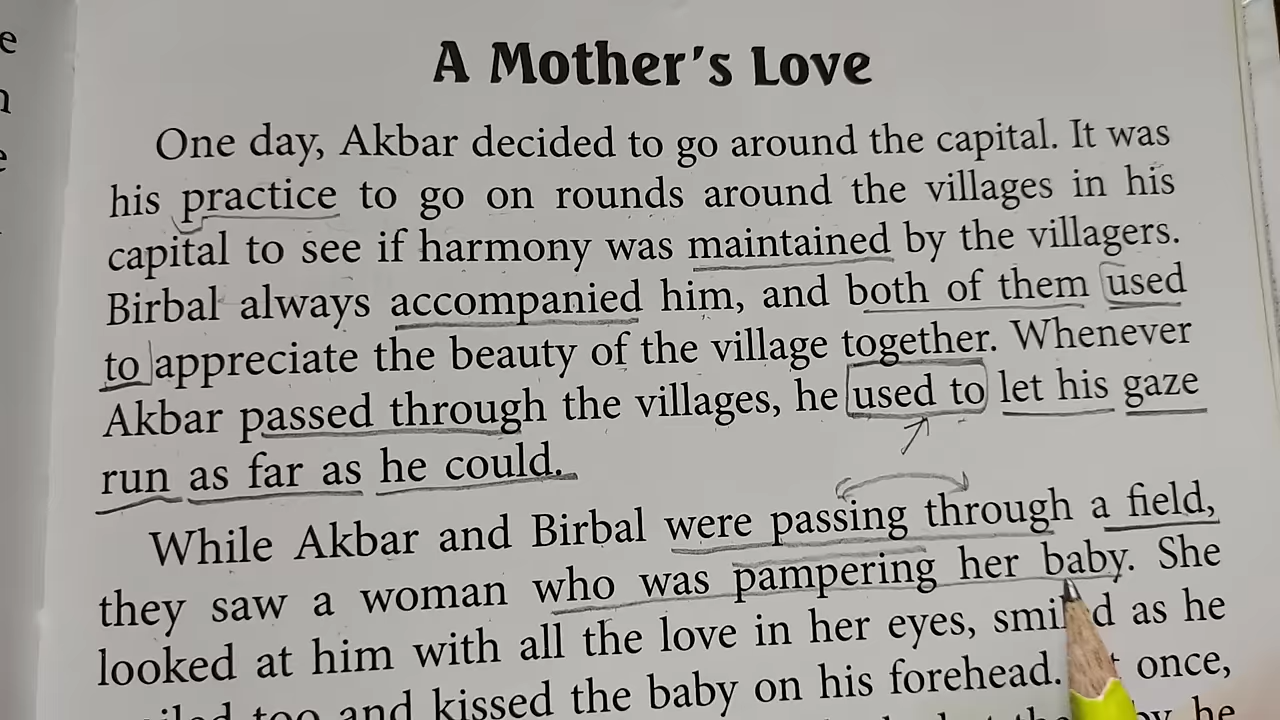 A Mother's Love
One day, Akbar decided to go around the capital. It was
his practice to go on rounds around the villages in his
capital to see if harmony was maintained by the villagers.
Birbal always accompanied him, and both of them used
to appreciate the beauty of the village together. Whenever
Akbar passed through the villages, he used to let his gaze
run as far as he could.
While Akbar and Birbal were passing through a field,
they saw a woman who was pampering her baby. She
looked at him with all the love in her eyes, smiled as he
too and kissed the baby on his forehead. once,
he